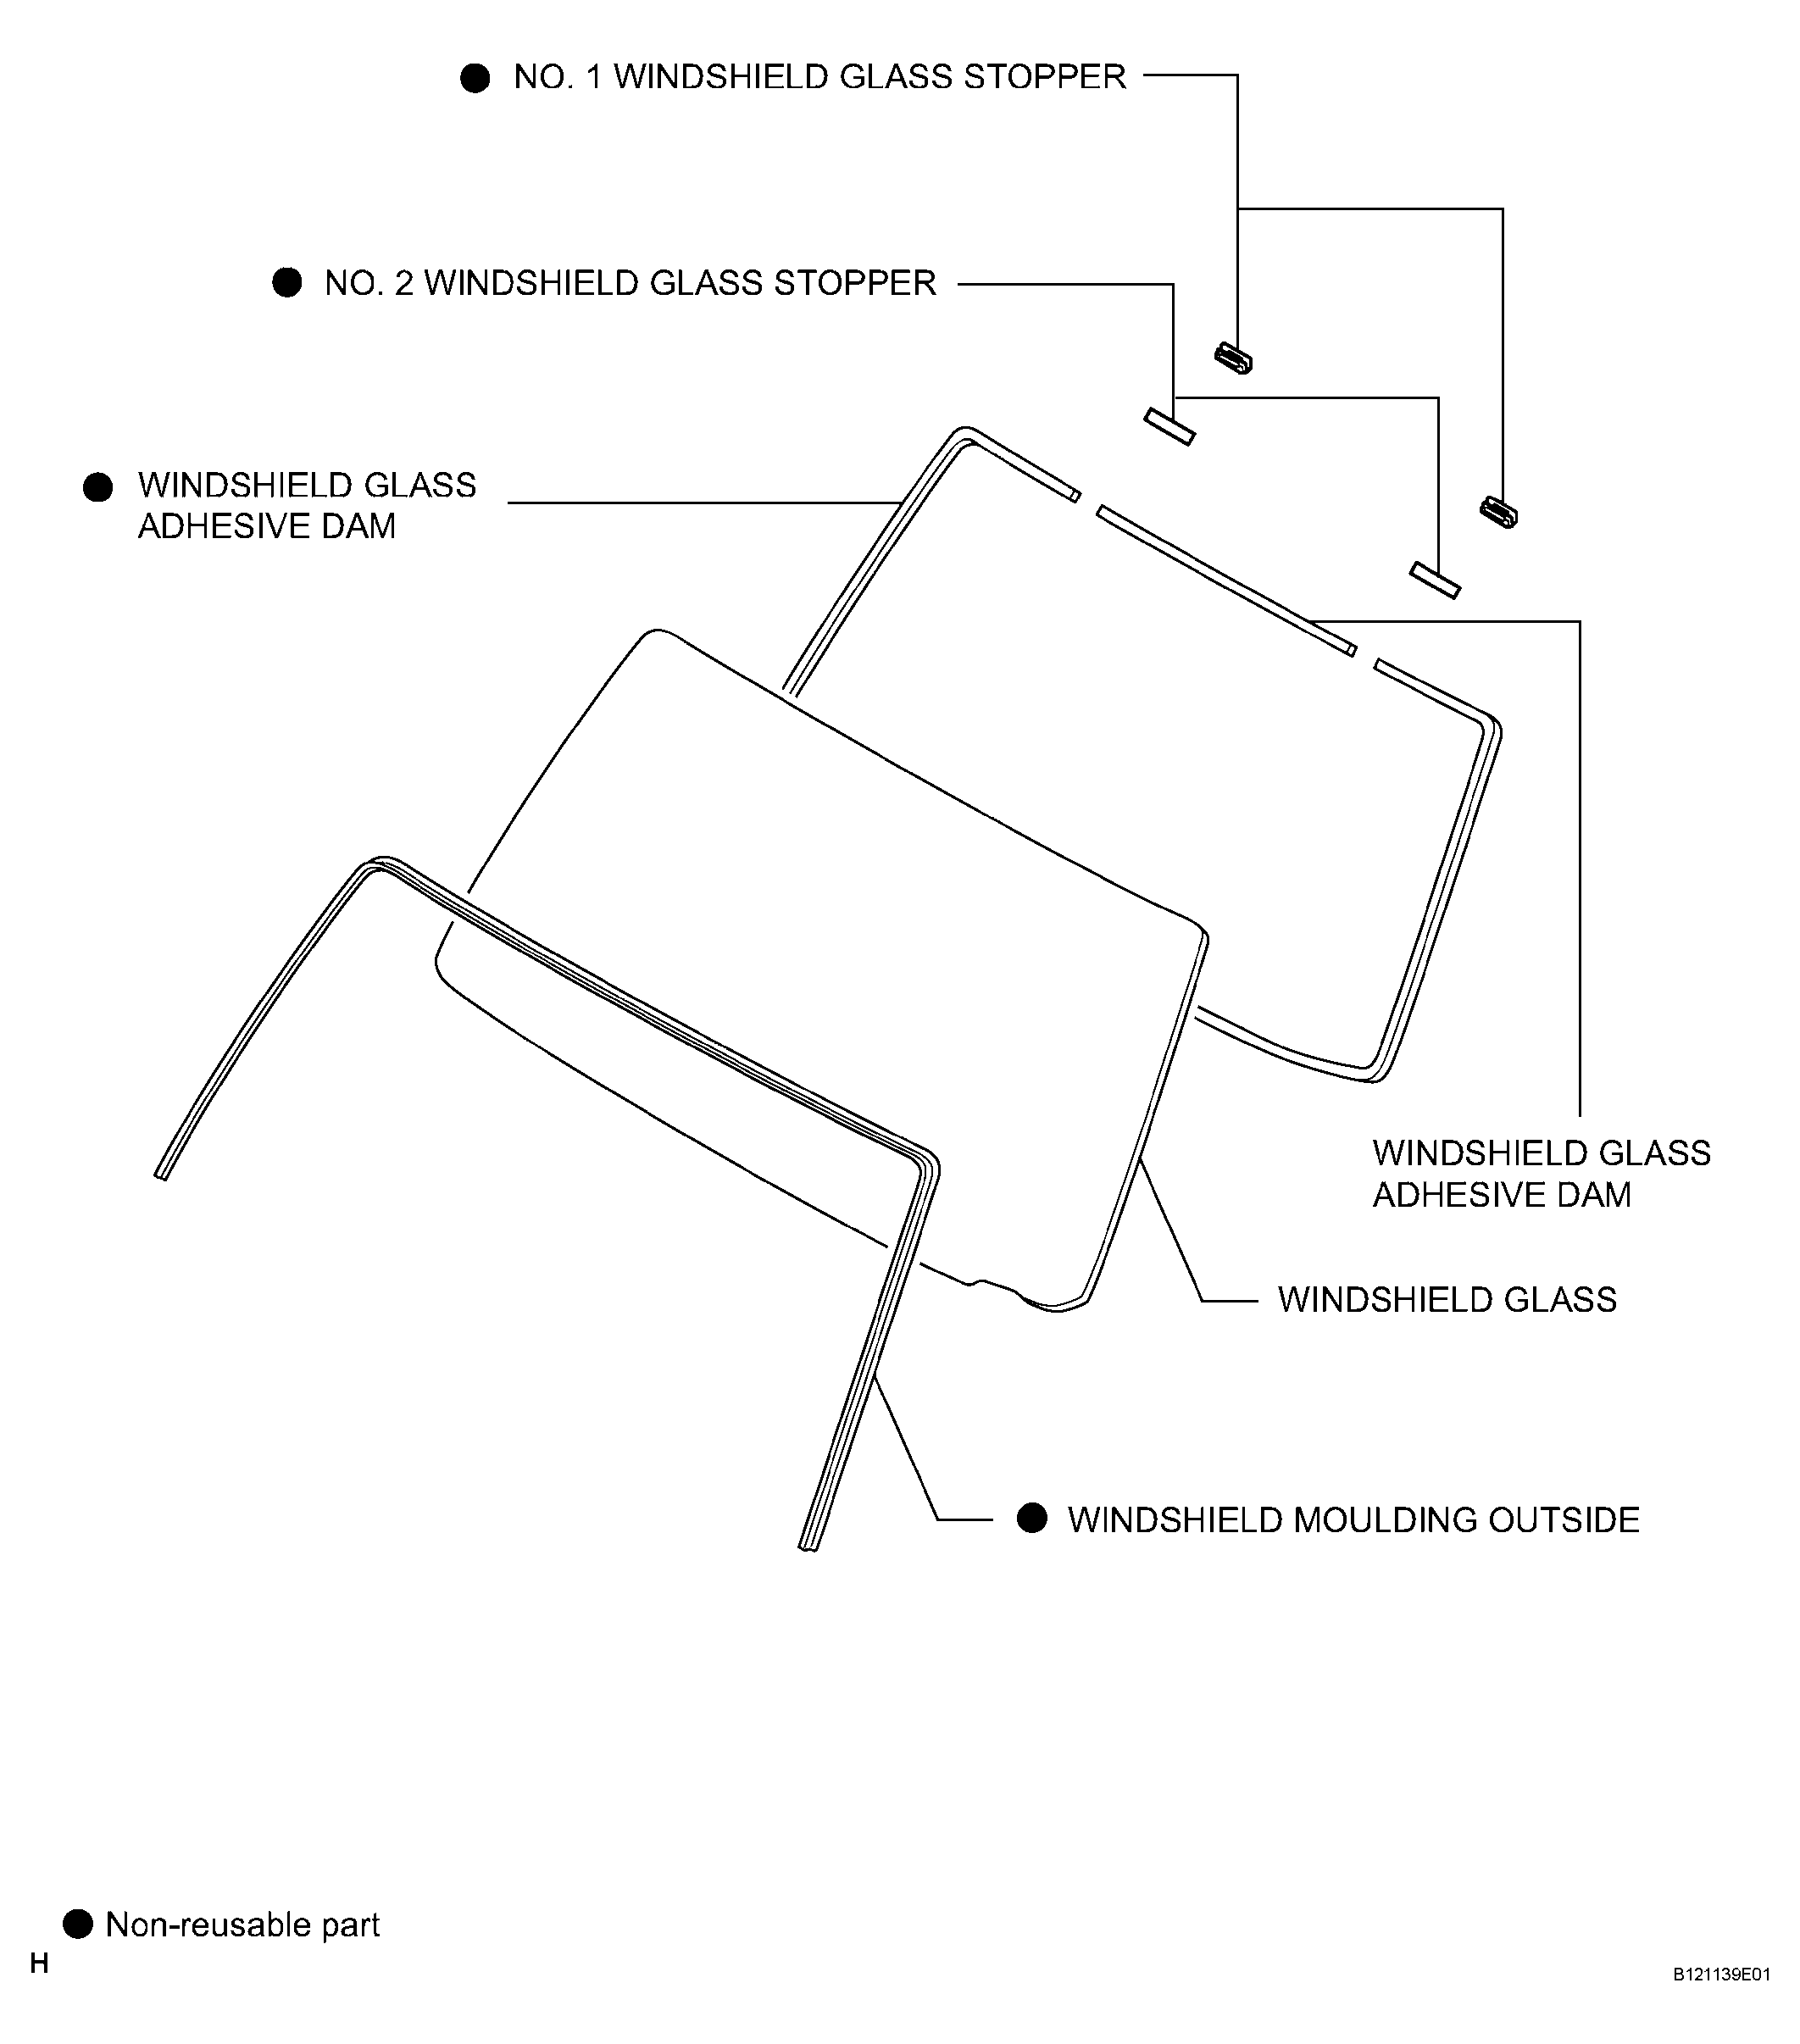 ● NO. 1 WINDSHIELD GLASS STOPPER
● NO. 2 WINDSHIELD GLASS STOPPER
● WINDSHIELD GLASS
ADHESIVE DAM
WINDSHIELD GLASS
ADHESIVE DAM
WINDSHIELD GLASS
● WINDSHIELD MOULDING OUTSIDE
● Non-reusable part
H
B121139E01